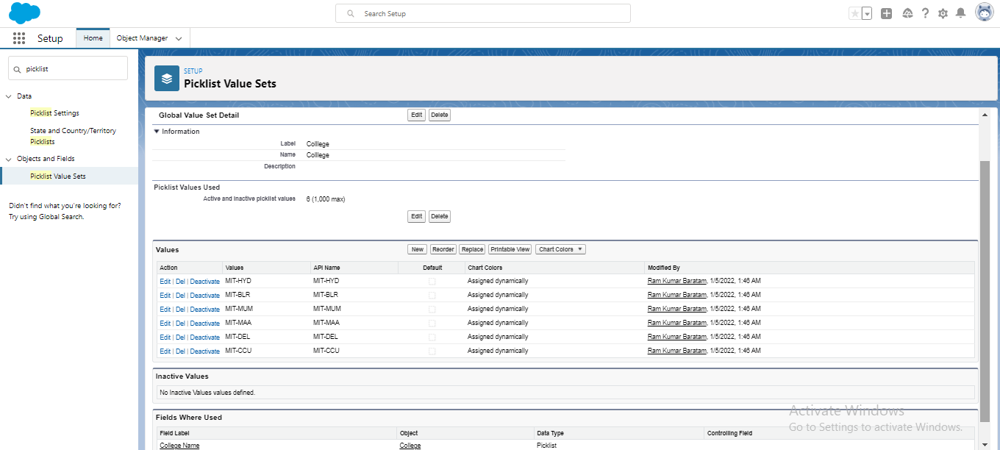 Search Setup
Setup Home Object Manager
picklist
Data
Picklist Settings
State and Country/Territory
Picklists
Objects and Fields
Picklist Value Sets
Didn't find what you're looking for?
Try using Global Search.
SETUP
Picklist Value Sets
Global Value Set Detail Edit Delete
Information
Label College
Name College
Description
Picklist Values Used
Active and Inactive picklist values 6 (1,000 max)
Edit Delete
Values New Reorder Replace Printable View Chart Colors
Action Values API Name Default Chart Colors Modified By
Edit | Del | Deactivate MIT-HYD MIT-HYD Assigned dynamically Ram Kumar Baratam, 1/5/2022, 1:46 AM
Edit | Del | Deactivate MIT-BLR MIT-BLR Assigned dynamically Ram Kumar Baratam, 1/5/2022, 1:46 AM
Edit | Del | Deactivate MIT-MUM MIT-MUM Assigned dynamically Ram Kumar Baratam, 1/5/2022, 1:46 AM
Edit | Del | Deactivate MIT-MAA MIT-MAA Assigned dynamically Ram Kumar Baratam, 1/5/2022, 1:46 AM
Edit | Del | Deactivate MIT-DEL MIT-DEL Assigned dynamically Ram Kumar Baratam, 1/5/2022, 1:46 AM
Edit | Del | Deactivate MIT-CCU MIT-CCU Assigned dynamically Ram Kumar Baratam, 1/5/2022, 1:46 AM
Inactive Values
No Inactive Values values defined.
Fields Where Used
Field Label Object Data Type Controlling Field
College Name College Picklist
Activate Windows
Go to Settings to activate Windows.